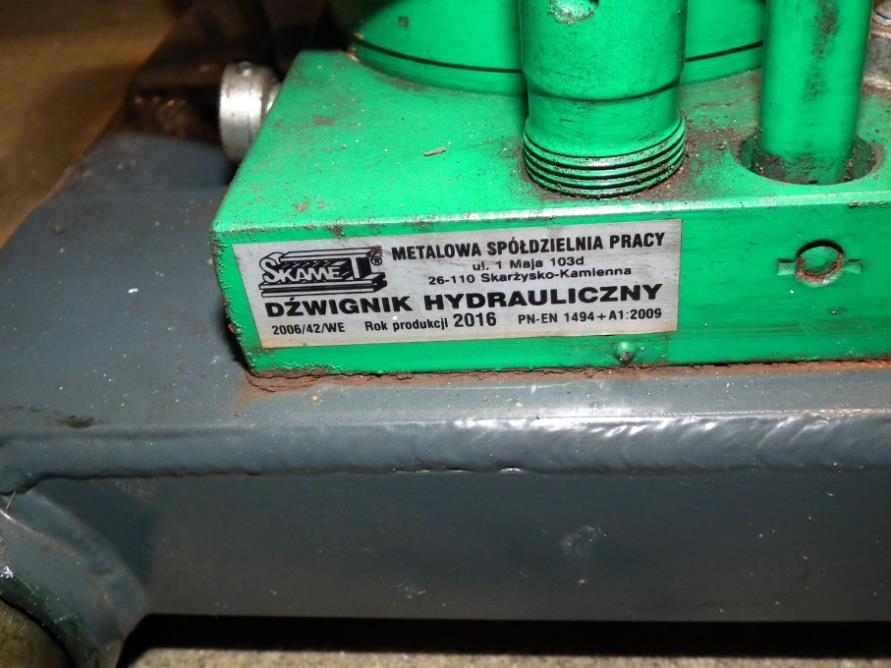 SKAMET®
METALOWA SPÓŁDZIELNIA PRACY
ul. 1 Maja 103d
26-110 Skarżysko-Kamienna
DŹWIGNIK HYDRAULICZNY
2006/42/WE Rok produkcji 2016 PN-EN 1494+A1:2009